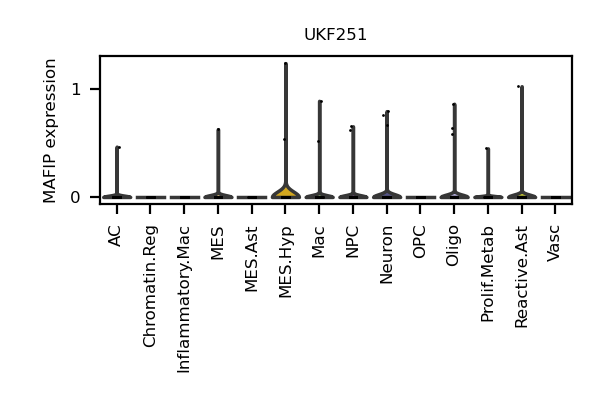 UKF251
MAFIP expression
1
0
AC
Chromatin.Reg
Inflammatory.Mac
MES
MES.Ast
MES.Hyp
Mac
NPC
Neuron
OPC
Oligo
Prolif.Metab
Reactive.Ast
Vasc